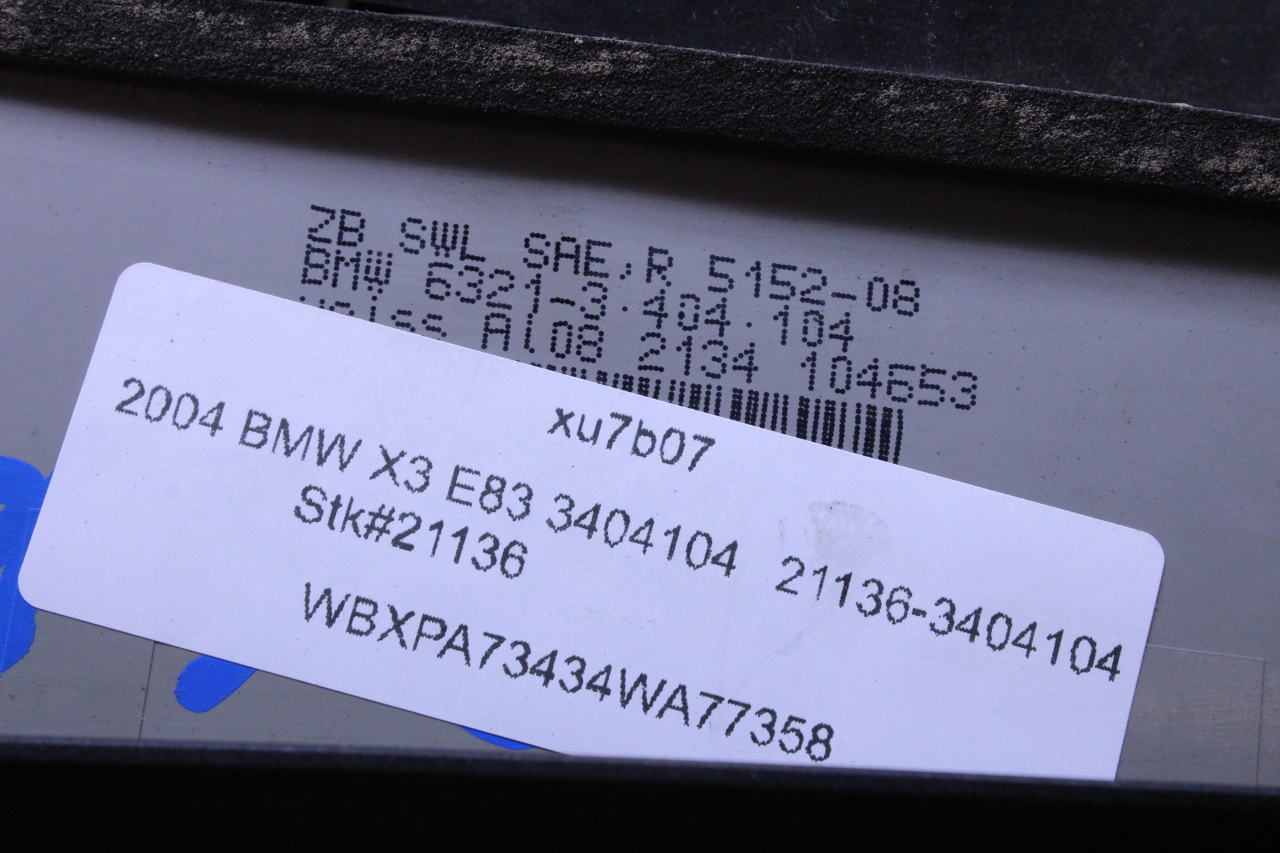 ZB SWL SAE.R 5152-08
BMW 6321-3.404.104
Al08 2134 104653
xu7b07
2004 BMW X3 E83 3404104 21136-3404104
Stk#21136
WBXPA73434WA77358